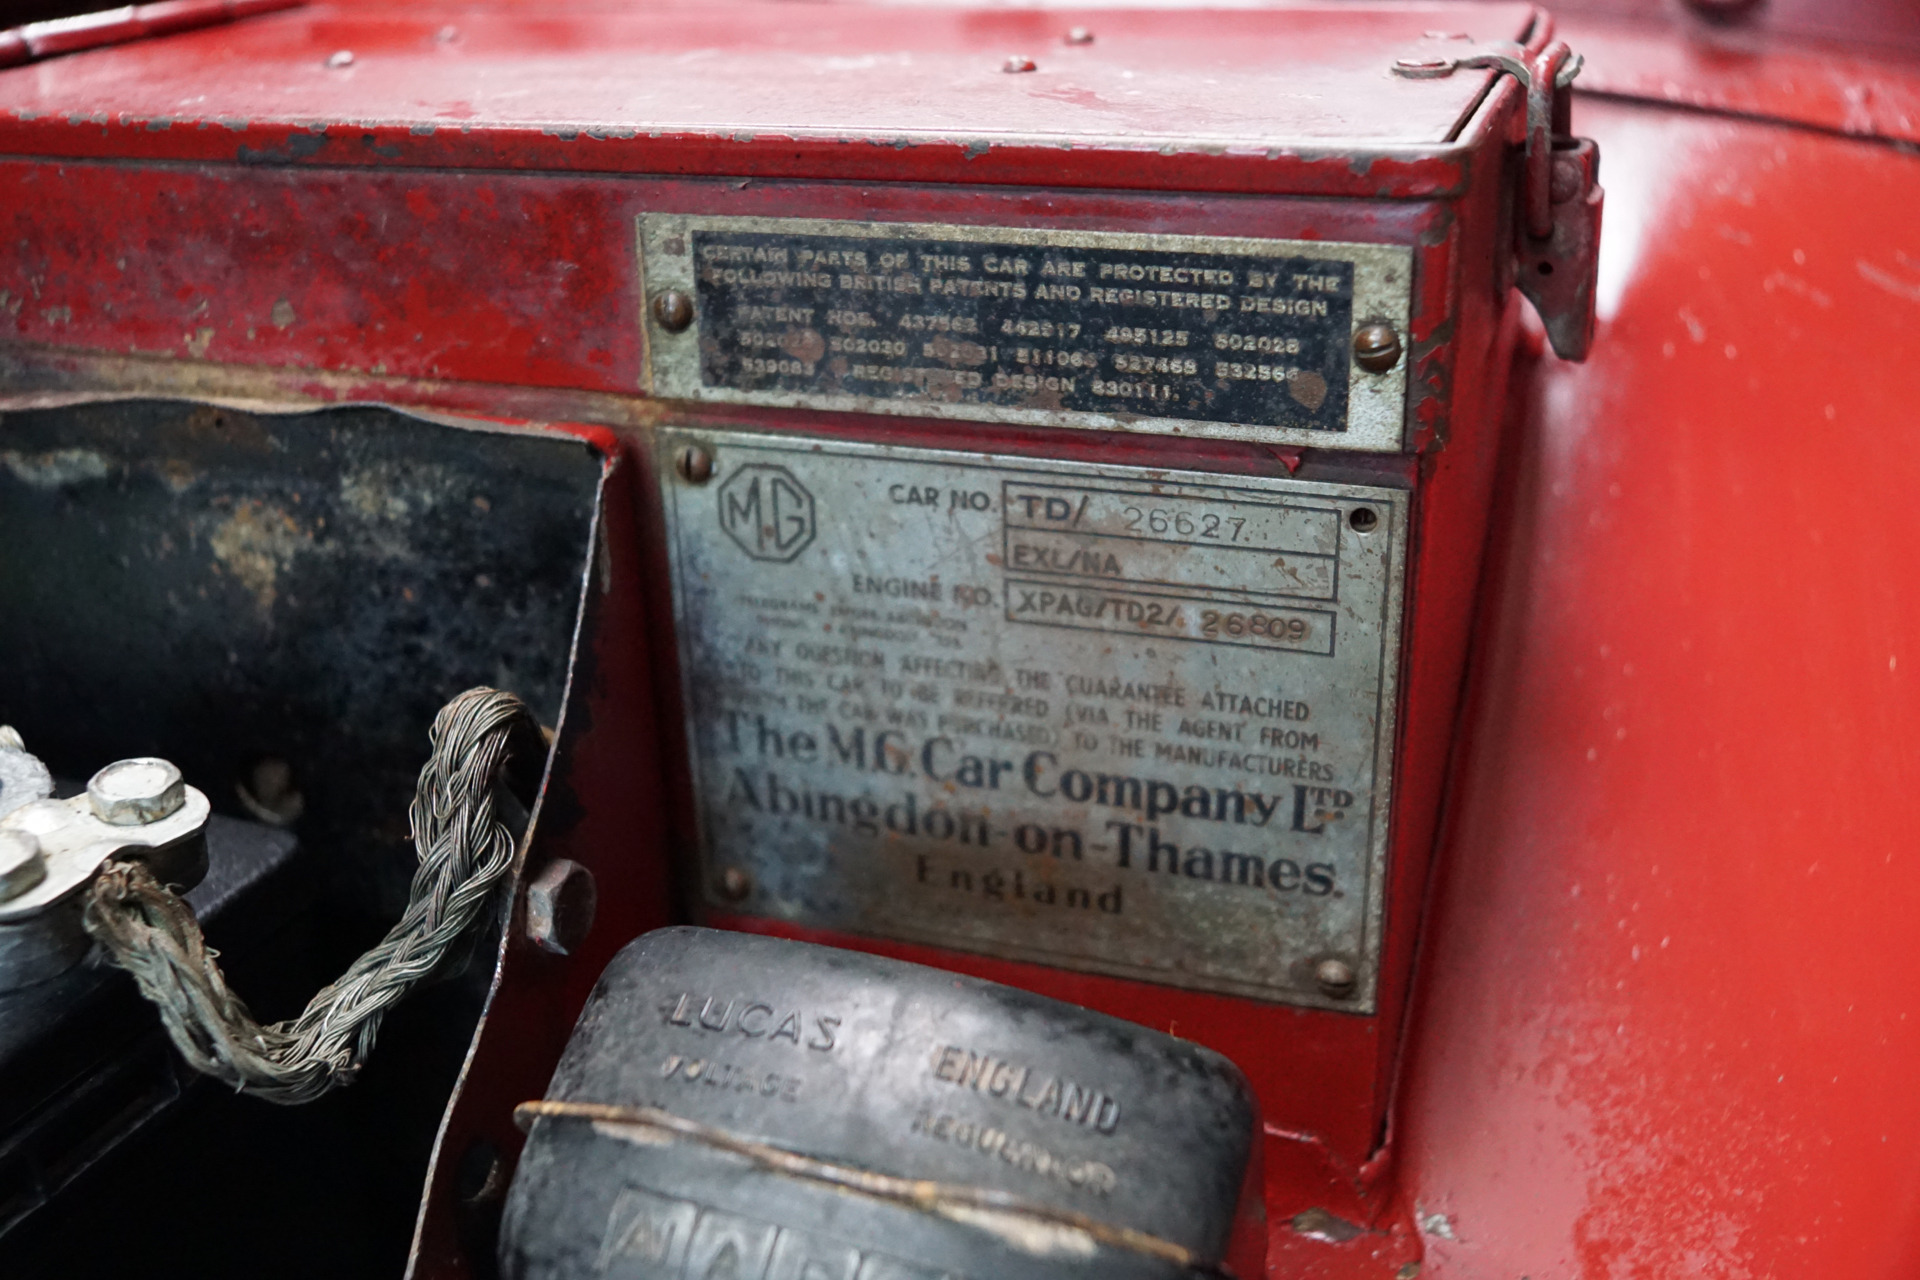 CERTAIN PARTS OF THIS CAR ARE PROTECTED BY THE
FOLLOWING BRITISH PATENTS AND REGISTERED DESIGN
PATENT NOS. 437562 442917 495125 502028
502030 532566
539083 REGISTERED DESIGN 830111.
MG
CAR NO. TD/ 26627
EXL/NA
ENGINE NO. XPAG/TD2/ 26809
ANY QUESTION AFFECTING THE GUARANTEE ATTACHED
TO THIS CAR TO BE REFERRED (VIA THE AGENT FROM
WHOM THE CAR WAS PURCHASED) TO THE MANUFACTURERS
The M.G. Car Company LTD
Abingdon-on-Thames.
England
LUCAS ENGLAND
VOLTAGE REGULATOR